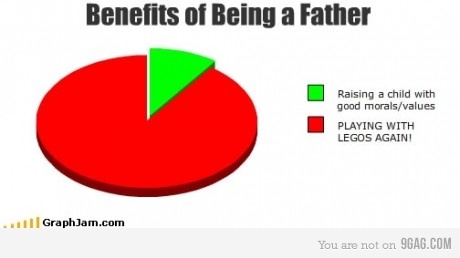 Benefits of Being a Father
Raising a child with
good morals/values
PLAYING WITH
LEGOS AGAIN!
GraphJam.com
You are not on 9GAG.COM